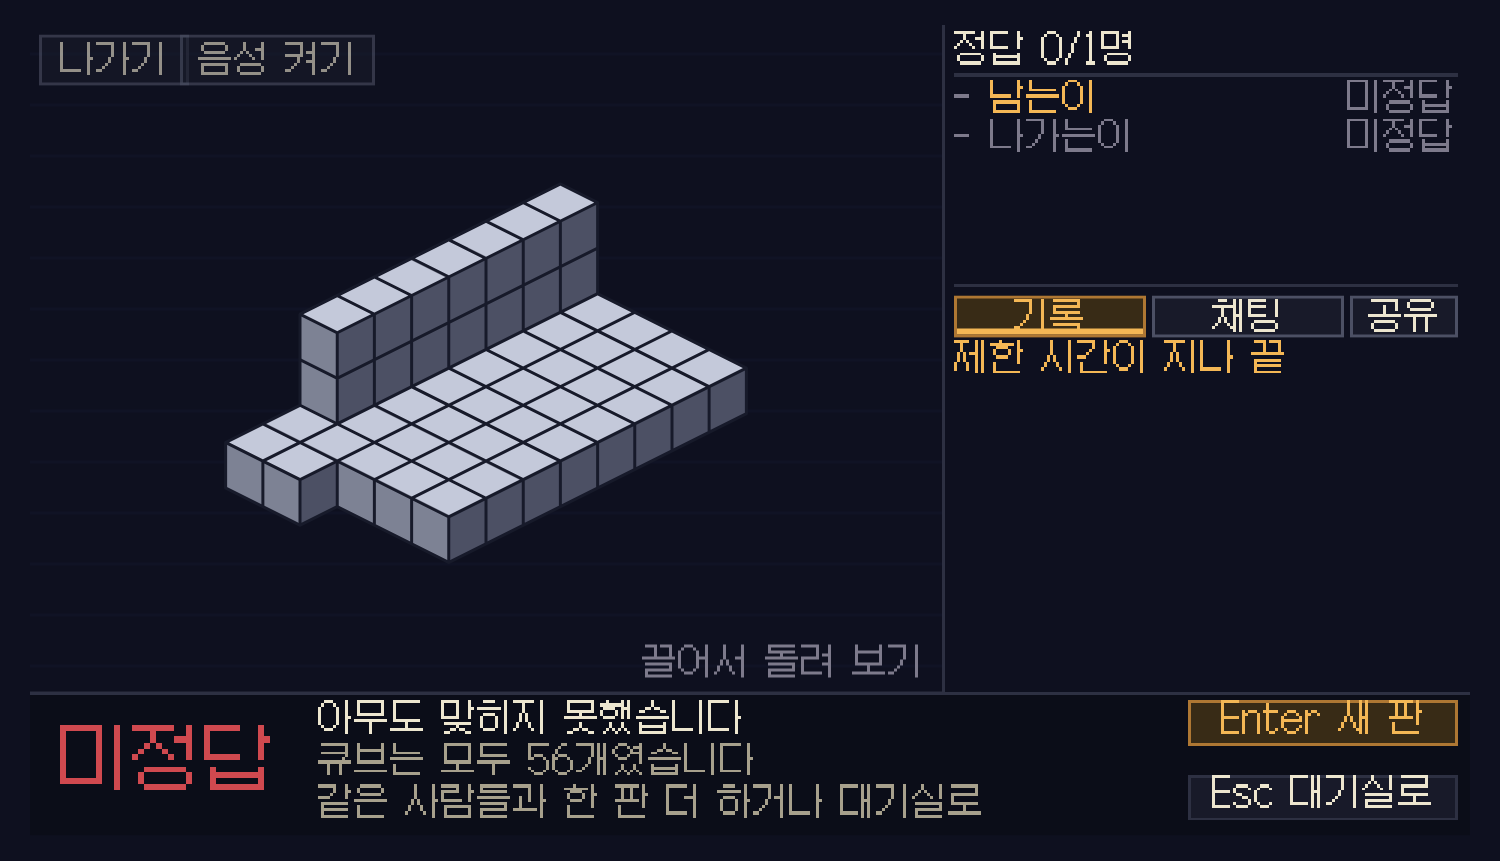 나가기 음성 켜기
정답 0/1명
- 남는이 미정답
- 나가는이 미정답
기록 채팅 공유
제한 시간이 지나 끝
끌어서 돌려 보기
미정답
아무도 맞히지 못했습니다
큐브는 모두 56개였습니다
같은 사람들과 한 판 더 하거나 대기실로
Enter 새 판
Esc 대기실로